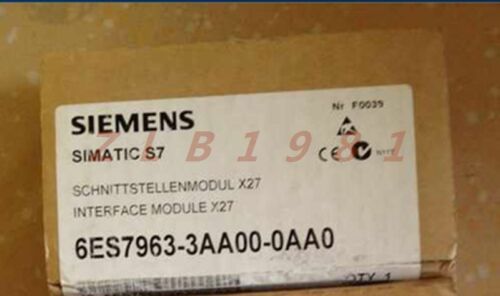 Nr F0039
SIEMENS
SIMATIC S7
ZLB1981
SCHNITTSTELLENMODUL X27
INTERFACE MODULE X27
6ES7963-3AA00-0AA0
QTY 1